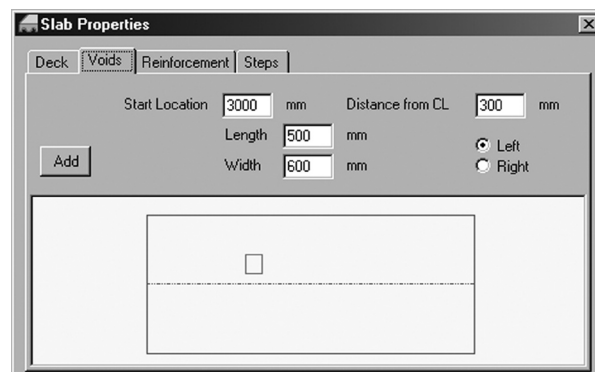 Slab Properties
Deck Voids Reinforcement Steps
Start Location 3000 mm Distance from CL 300 mm
Length 500 mm
Left
Add Width 600 mm Right